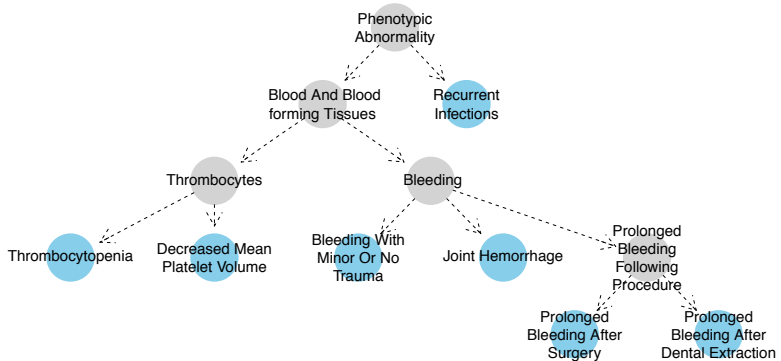 Phenotypic
Abnormality
Blood And Blood
forming Tissues
Recurrent
Infections
Thrombocytes
Bleeding
Thrombocytopenia
Decreased Mean
Platelet Volume
Bleeding With
Minor Or No
Trauma
Joint Hemorrhage
Prolonged
Bleeding
Following
Procedure
Prolonged
Bleeding After
Surgery
Prolonged
Bleeding After
Dental Extraction